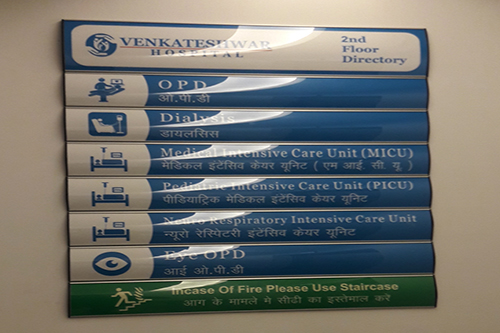 VENKATESHWAR
HOSPITAL
2nd
Floor
Directory
OPD
ओ.पी.डी
Dialysis
डायलसिस
Medical Intensive Care Unit (MICU)
मेडिकल इंटेंसिव केयर यूनिट ( एम आई. सी. यू )
Pediatric Intensive Care Unit (PICU)
पीडियाट्रिक मेडिकल इंटेंसिव केयर यूनिट
Neuro Respiratory Intensive Care Unit
न्यूरो रेस्पिटरी इंटेंसिव केयर यूनिट
Eye OPD
आई ओ.पी.डी
Incase Of Fire Please Use Staircase
आग के मामले मे सीढी का इस्तेमाल करे